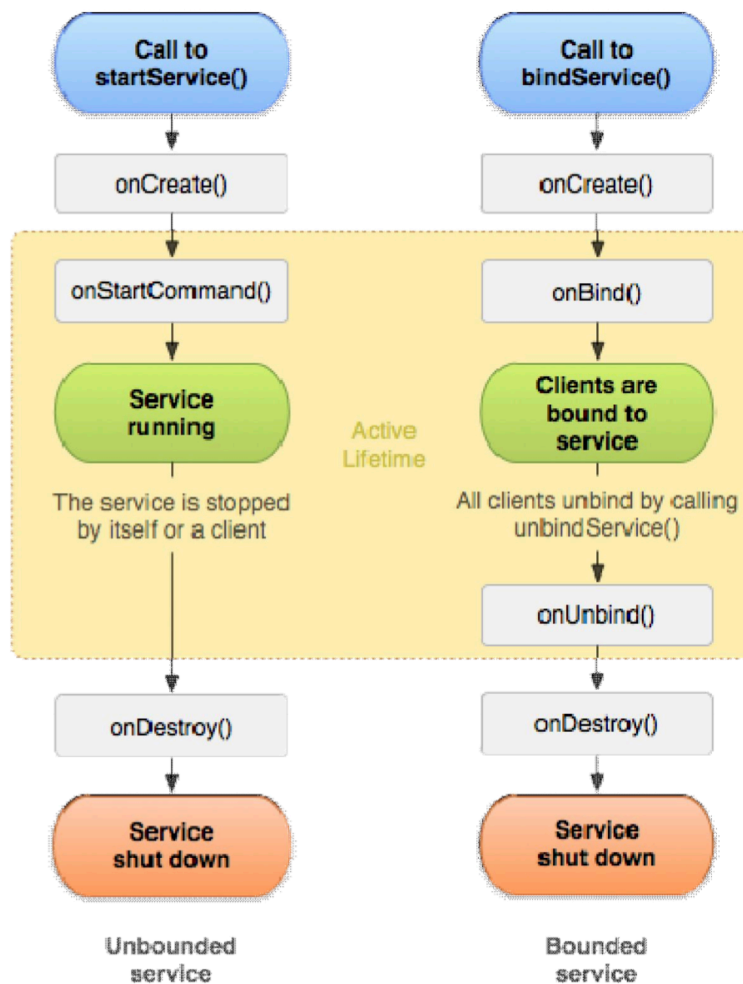 Call to
startService()
onCreate()
onStartCommand()
Service
running
The service is stopped
by itself or a client
onDestroy()
Service
shut down
Unbounded
service
Active
Lifetime
Call to
bindService()
onCreate()
onBind()
Clients are
bound to
service
All clients unbind by calling
unbindService()
onUnbind()
onDestroy()
Service
shut down
Bounded
service